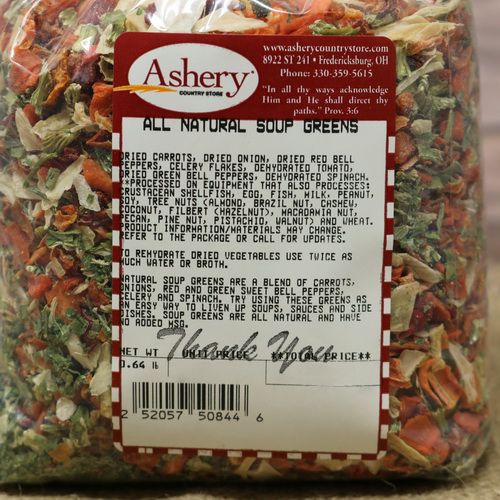 Ashery
COUNTRY STORE
www.asherycountrystore.com
8922 ST 241 • Fredericksburg, OH
Phone: 330-359-5615
"In all thy ways acknowledge
Him and He shall direct thy
paths." Prov. 3:6
ALL NATURAL SOUP GREENS
DRIED CARROTS, DRIED ONION, DRIED RED BELL
PEPPERS, CELERY FLAKES, DEHYDRATED TOMATO,
DRIED GREEN BELL PEPPERS, DEHYDRATED SPINACH.
**PROCESSED ON EQUIPMENT THAT ALSO PROCESSES:
CRUSTACEAN SHELLFISH, EGG, FISH, MILK, PEANUT,
SOY, TREE NUTS (ALMOND, BRAZIL NUT, CASHEW,
COCONUT, FILBERT (HAZELNUT), MACADAMIA NUT,
PECAN, PINE NUT, PISTACHIO, WALNUT) AND WHEAT.
PRODUCT INFORMATION/MATERIALS MAY CHANGE.
REFER TO THE PACKAGE OR CALL FOR UPDATES.
TO REHYDRATE DRIED VEGETABLES USE TWICE AS
MUCH WATER OR BROTH.
NATURAL SOUP GREENS ARE A BLEND OF CARROTS,
ONIONS, RED AND GREEN SWEET BELL PEPPERS,
CELERY AND SPINACH. TRY USING THESE GREENS AS
AN EASY WAY TO LIVEN UP SOUPS, SAUCES AND SIDE
DISHES. SOUP GREENS ARE ALL NATURAL AND HAVE
NO ADDED MSG.
Thank You
NET WT UNIT PRICE **TOTAL PRICE**
0.64 lb
2 52057 50844 6